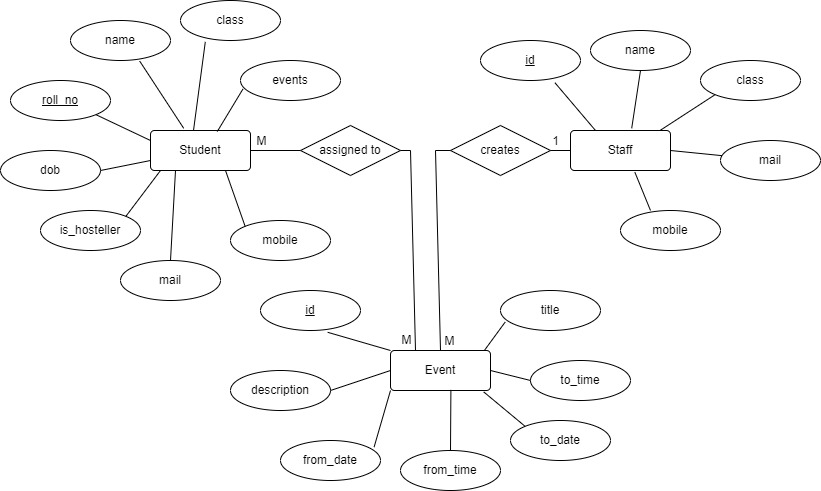 class
name
name
id
events
class
roll_no
M
1
Student
assigned to
creates
Staff
mail
dob
is_hosteller
mobile
mobile
mail
id
title
M
M
Event
to_time
description
to_date
from_date
from_time